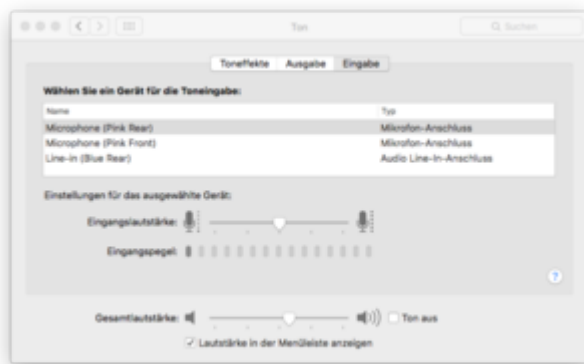 Ton
Suchen
Toneffekte Ausgabe Eingabe
Wählen Sie ein Gerät für die Toneingabe:
Name Typ
Microphone (Pink Rear) Mikrofon-Anschluss
Microphone (Pink Front) Mikrofon-Anschluss
Line-in (Blue Rear) Audio Line-In-Anschluss
Einstellungen für das ausgewählte Gerät:
Eingangslautstärke:
Eingangspegel:
?
Gesamtlautstärke: Ton aus
Lautstärke in der Menüleiste anzeigen